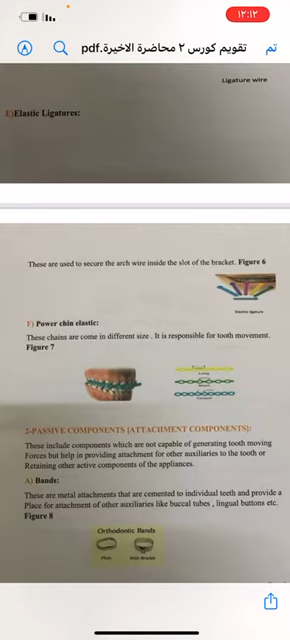 ١٢:١٢
تقويم كورس ٢ محاضرة الاخيرة.pdf
تم
Ligature wire
E)Elastic Ligatures:
These are used to secure the arch wire inside the slot of the bracket. Figure 6
Elastic ligature
F) Power chin elastic:
These chains are come in different size . It is responsible for tooth movement.
Figure 7
2-PASSIVE COMPONENTS [ATTACHMENT COMPONENTS]:
These include components which are not capable of generating tooth moving
Forces but help in providing attachment for other auxiliaries to the tooth or
Retaining other active components of the appliances.
A) Bands:
These are metal attachments that are cemented to individual teeth and provide a
Place for attachment of other auxiliaries like buccal tubes , lingual buttons etc.
Figure 8
Orthodontic Bands
Plain
With Bracket